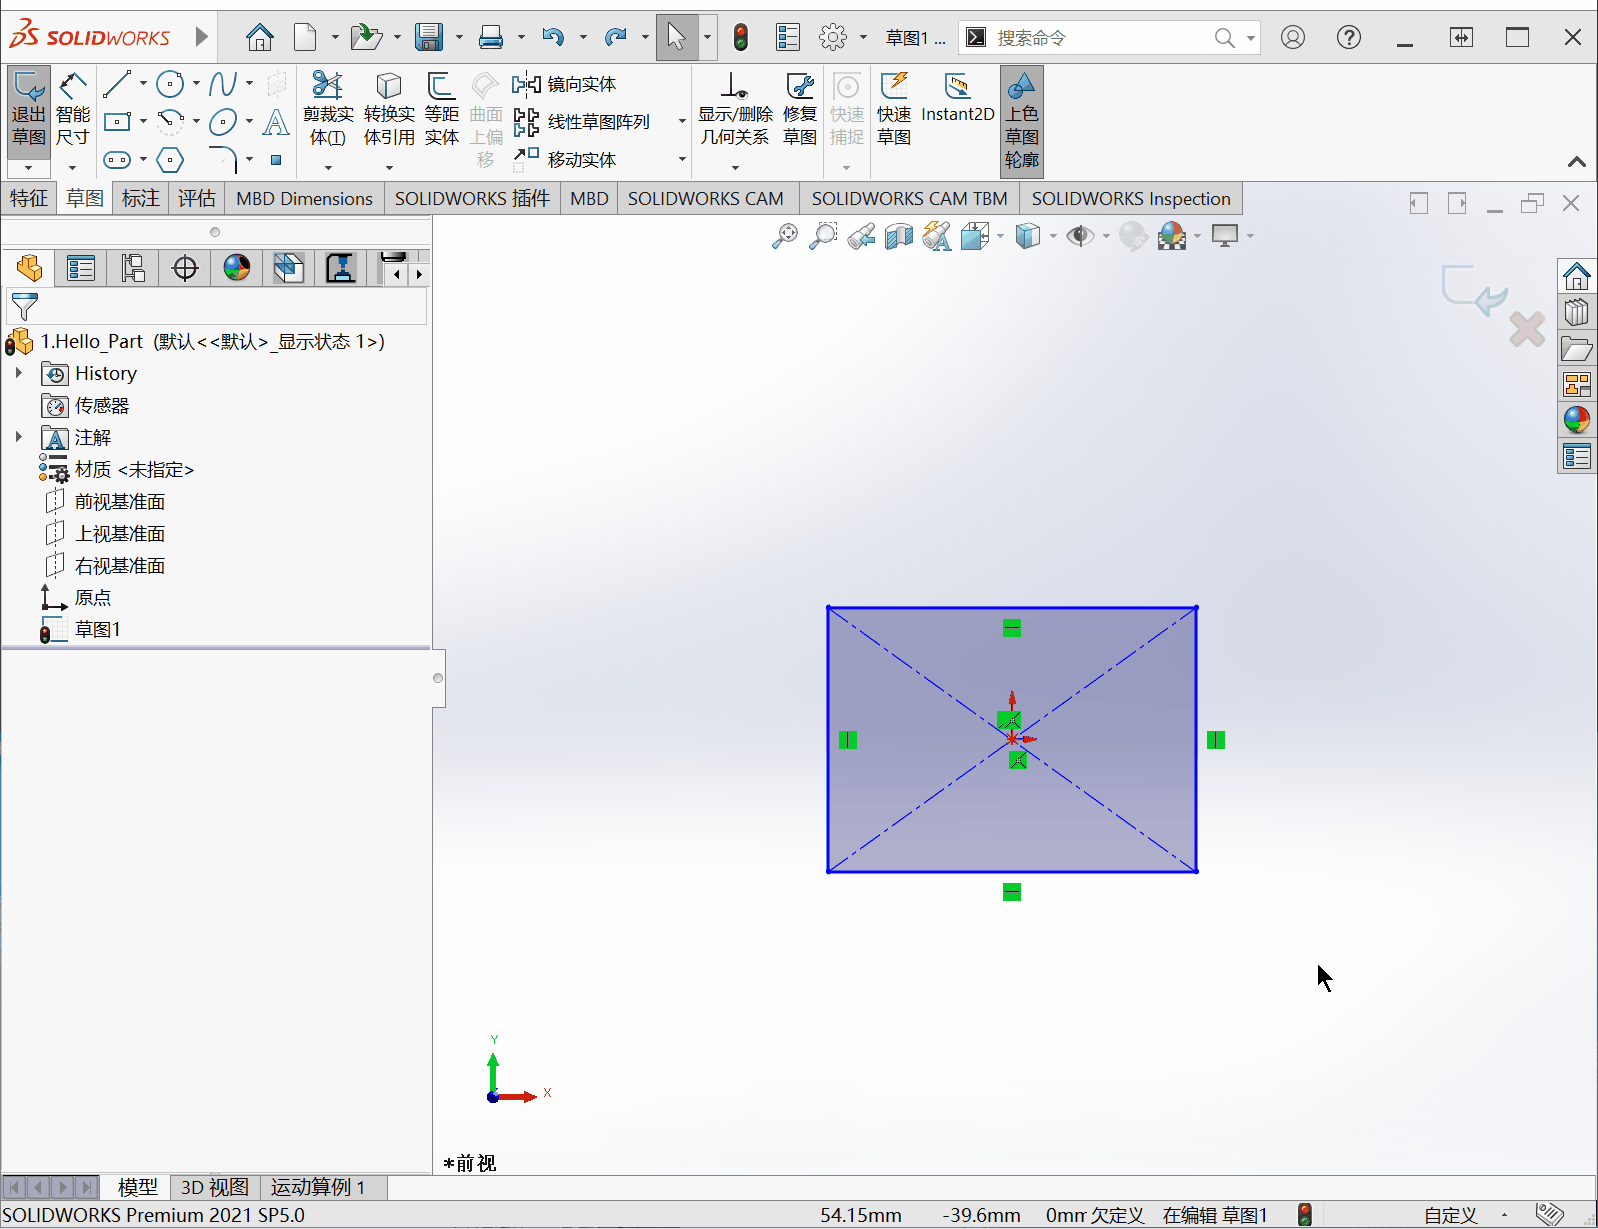 SOLIDWORKS
草图1 ...
搜索命令
退出草图
智能尺寸
剪裁实体(T)
转换实体引用
等距实体
曲面上偏移
镜向实体
线性草图阵列
移动实体
显示/删除几何关系
修复草图
快速捕捉
快速草图
Instant2D
上色草图轮廓
特征 草图 标注 评估 MBD Dimensions SOLIDWORKS 插件 MBD SOLIDWORKS CAM SOLIDWORKS CAM TBM SOLIDWORKS Inspection
1.Hello_Part (默认<<默认>_显示状态 1>)
History
传感器
注解
材质 <未指定>
前视基准面
上视基准面
右视基准面
原点
草图1
Y
X
*前视
模型 3D 视图 运动算例 1
SOLIDWORKS Premium 2021 SP5.0 54.15mm -39.6mm 0mm 欠定义 在编辑 草图1 自定义